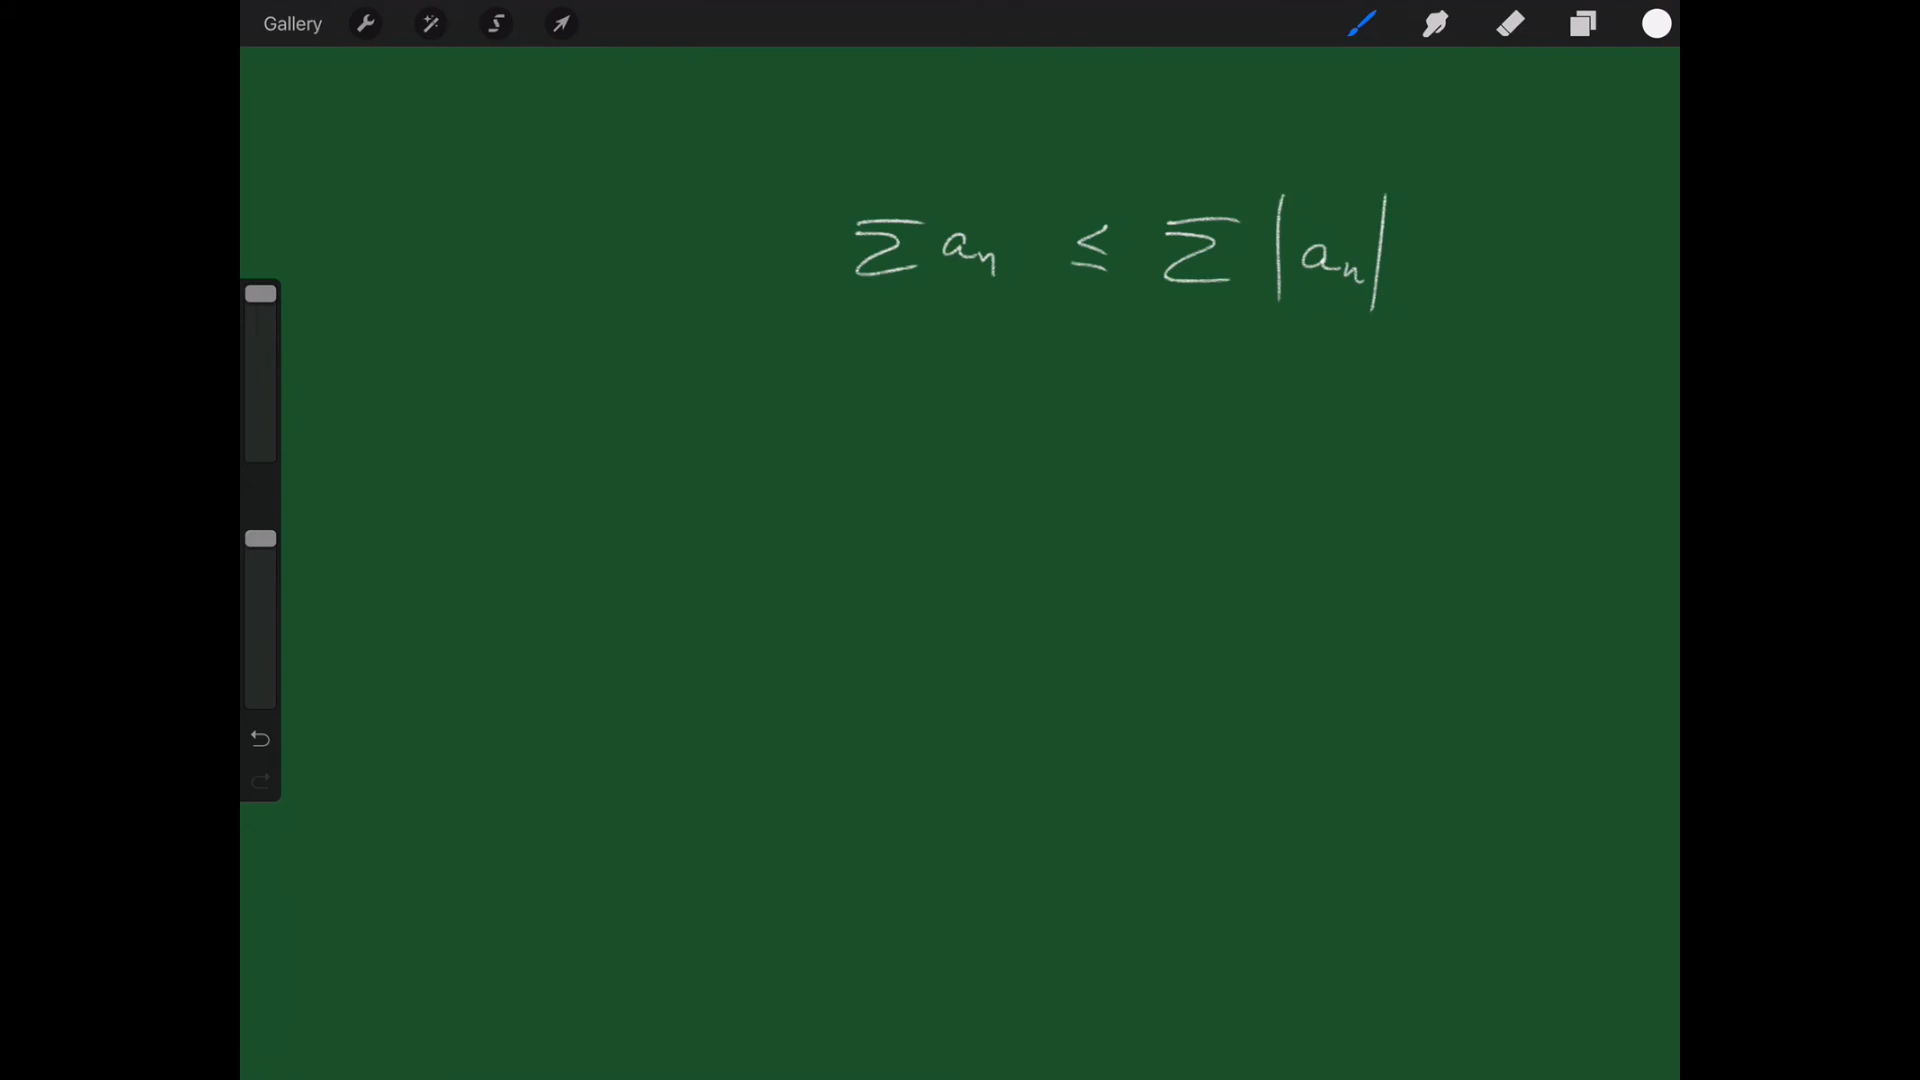 Gallery
∑ aₙ ≤ ∑ |aₙ|